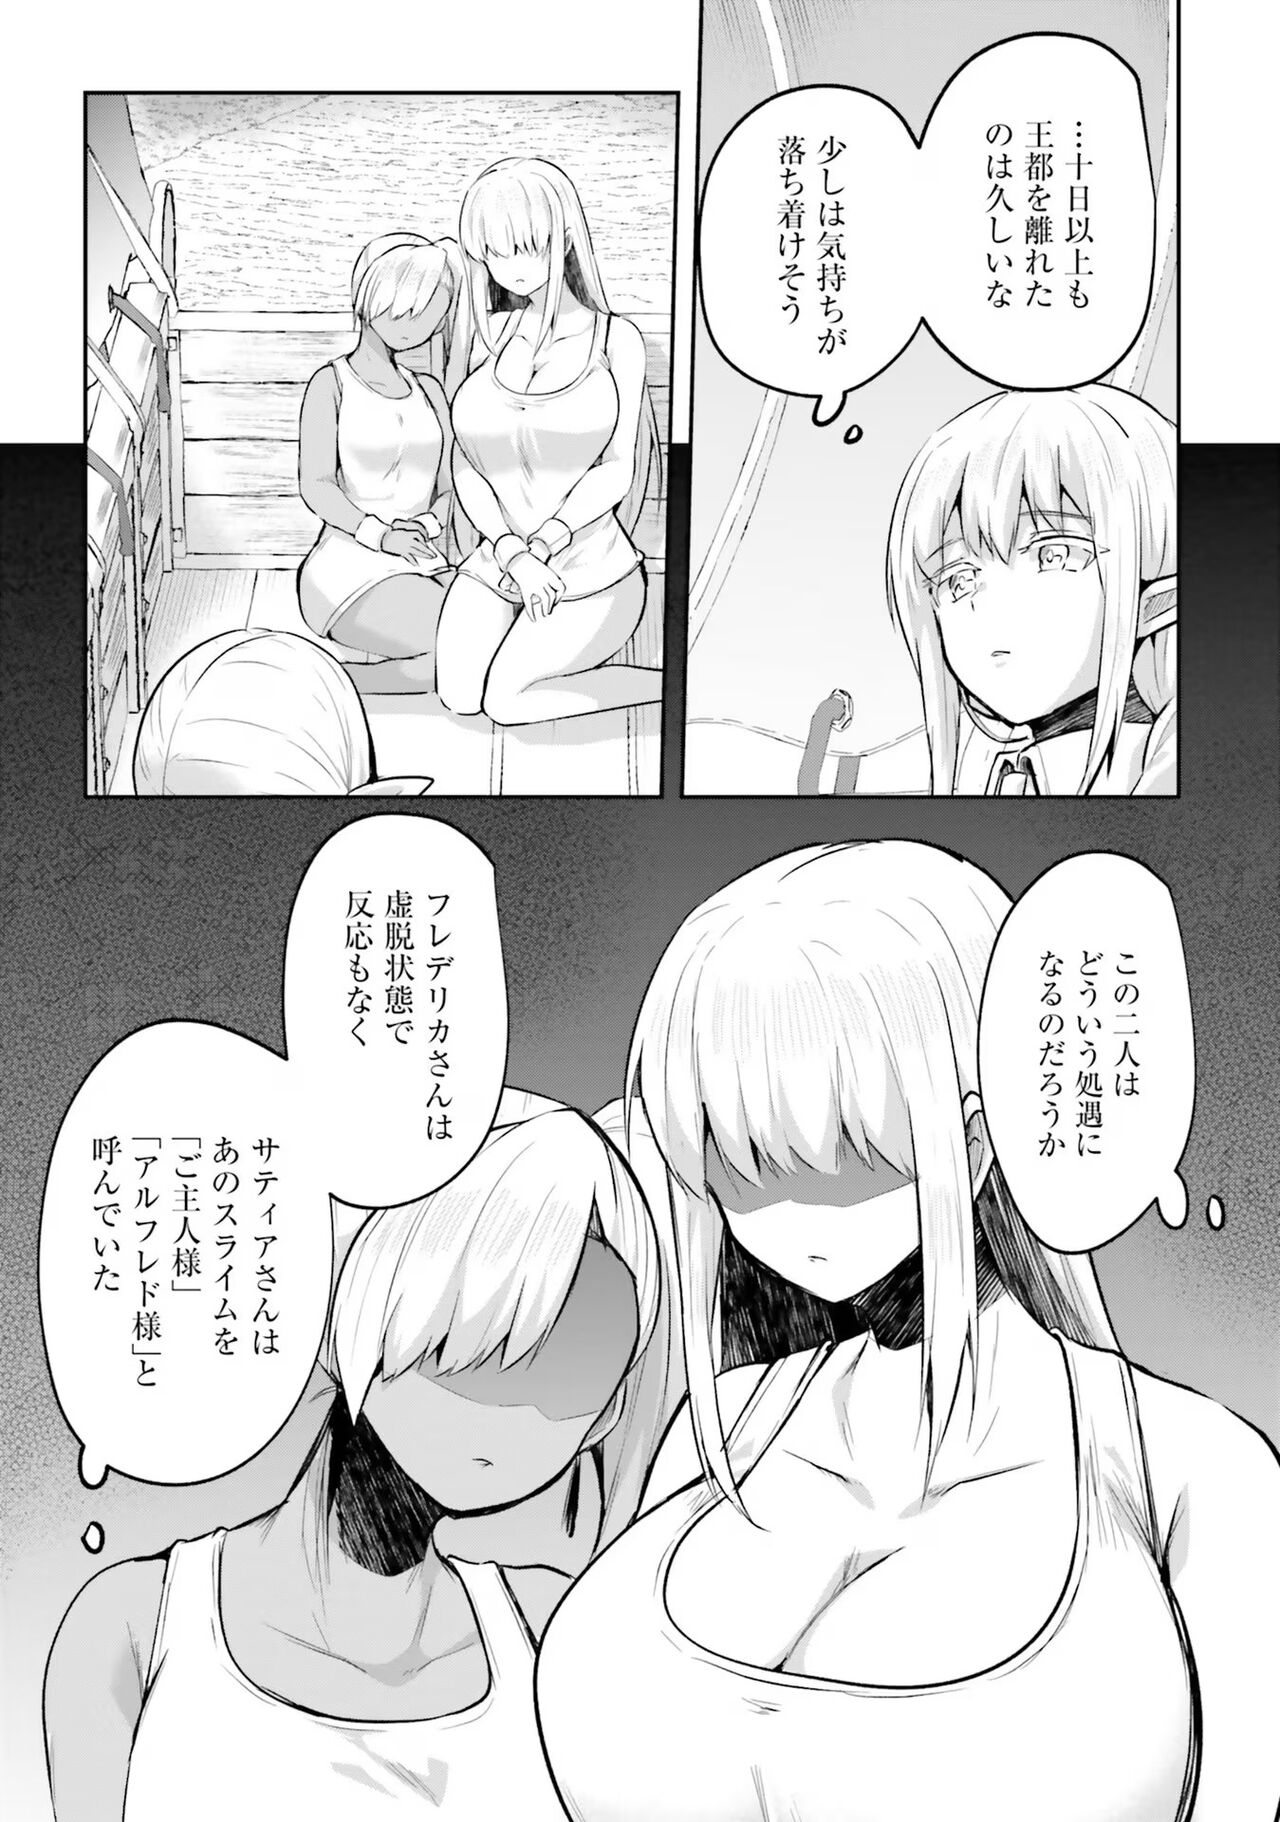 …十日以上も
王都を離れた
のは久しいな
少しは気持ちが
落ち着けそう
この二人は
どういう処遇に
なるのだろうか
フレデリカさんは
虚脱状態で
反応もなく
サティアさんは
あのスライムを
「ご主人様」
「アルフレド様」と
呼んでいた